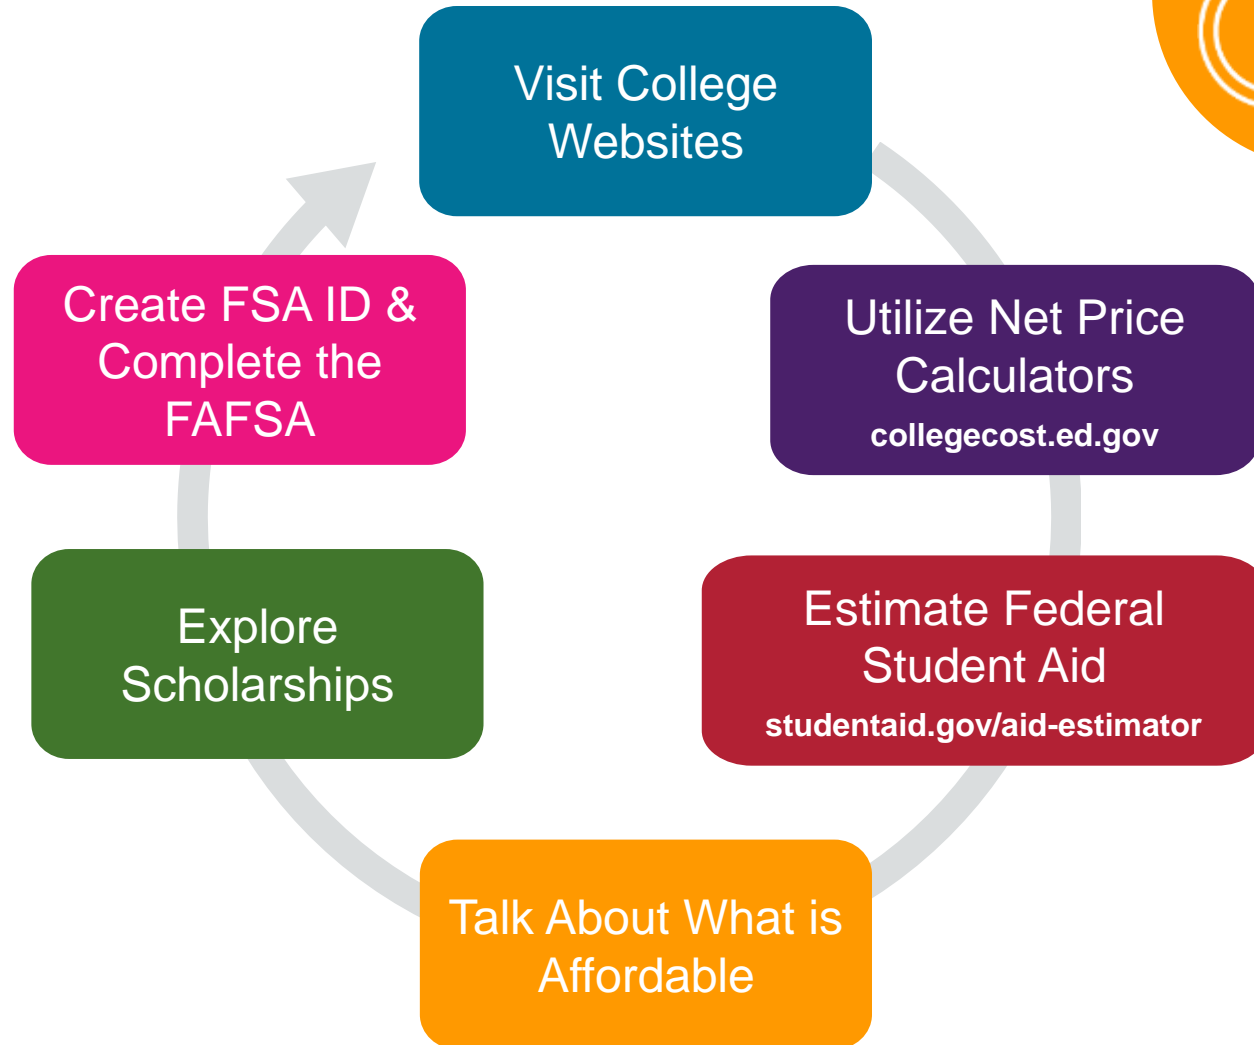 Visit College
Websites
Utilize Net Price
Calculators
collegecost.ed.gov
Estimate Federal
Student Aid
studentaid.gov/aid-estimator
Talk About What is
Affordable
Explore
Scholarships
Create FSA ID &
Complete the
FAFSA